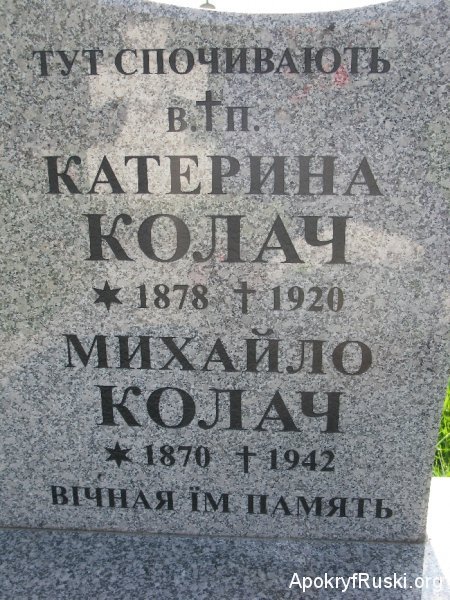 ТУТ СПОЧИВАЮТЬ
В.†П.
КАТЕРИНА
КОЛАЧ
✶ 1878 † 1920
МИХАЙЛО
КОЛАЧ
✶ 1870 † 1942
ВІЧНАЯ ЇМ ПАМЯТЬ
ApokryfRuski.org